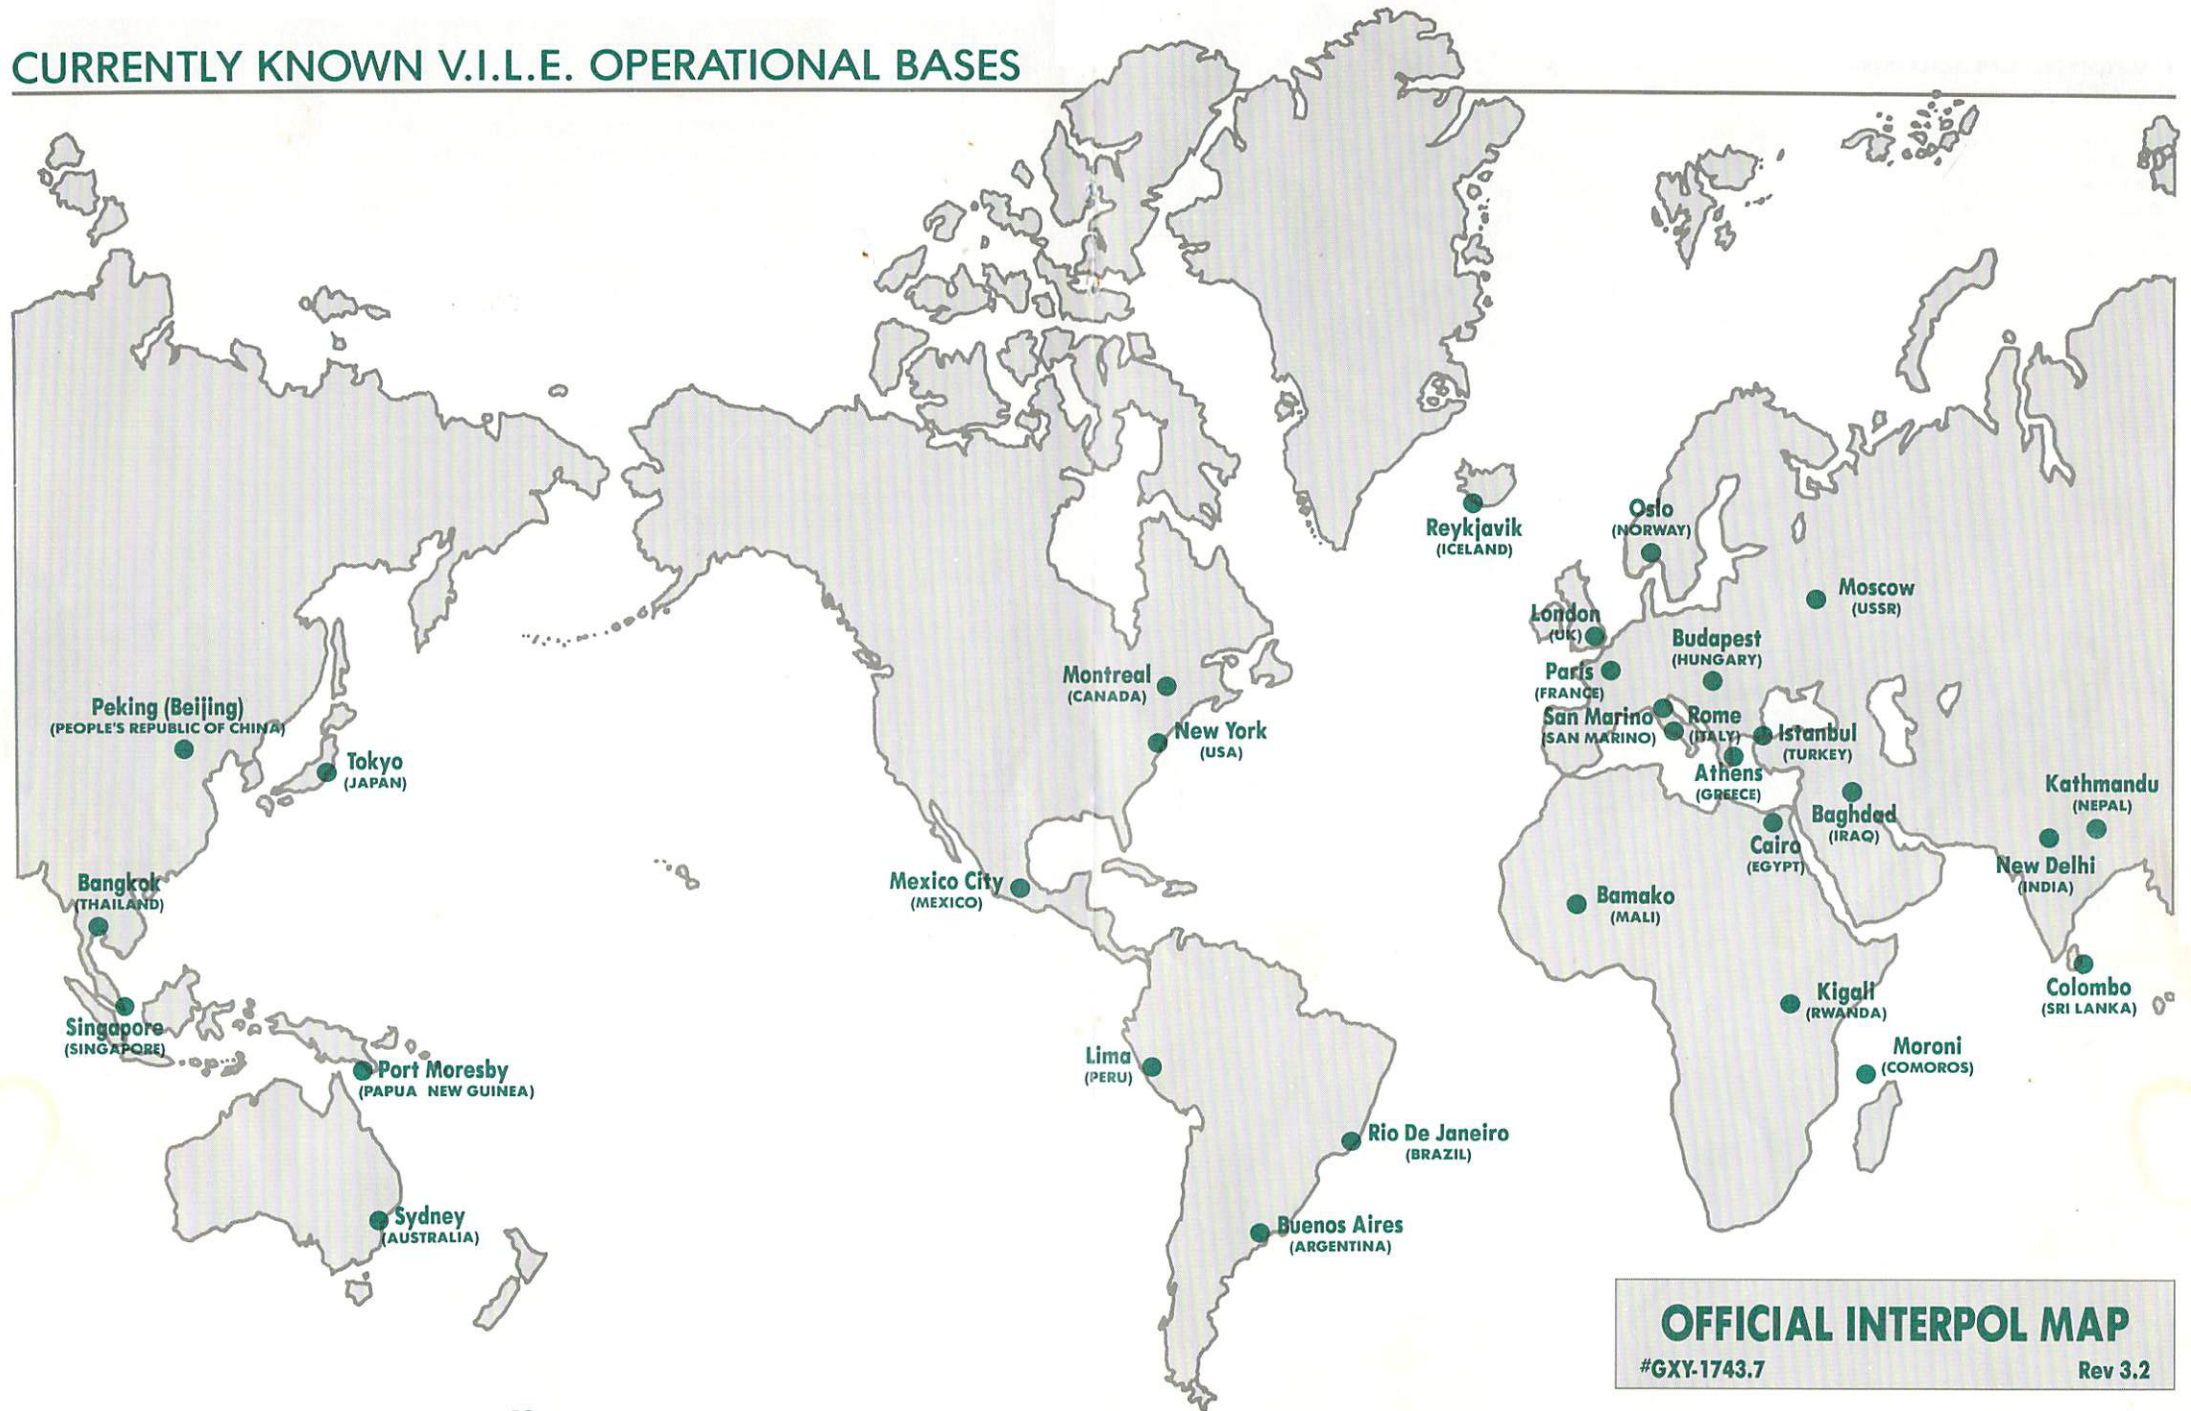 CURRENTLY KNOWN V.I.L.E. OPERATIONAL BASES
Reykjavik
(ICELAND)
Oslo
(NORWAY)
Moscow
(USSR)
London
(UK)
Budapest
(HUNGARY)
Paris
(FRANCE)
San Marino
(SAN MARINO)
Rome
(ITALY)
Istanbul
(TURKEY)
Athens
(GREECE)
Baghdad
(IRAQ)
Cairo
(EGYPT)
Kathmandu
(NEPAL)
New Delhi
(INDIA)
Montreal
(CANADA)
New York
(USA)
Peking (Beijing)
(PEOPLE'S REPUBLIC OF CHINA)
Tokyo
(JAPAN)
Bangkok
(THAILAND)
Mexico City
(MEXICO)
Bamako
(MALI)
Colombo
(SRI LANKA)
Kigali
(RWANDA)
Moroni
(COMOROS)
Singapore
(SINGAPORE)
Port Moresby
(PAPUA NEW GUINEA)
Lima
(PERU)
Rio De Janeiro
(BRAZIL)
Sydney
(AUSTRALIA)
Buenos Aires
(ARGENTINA)
OFFICIAL INTERPOL MAP
#GXY-1743.7
Rev 3.2